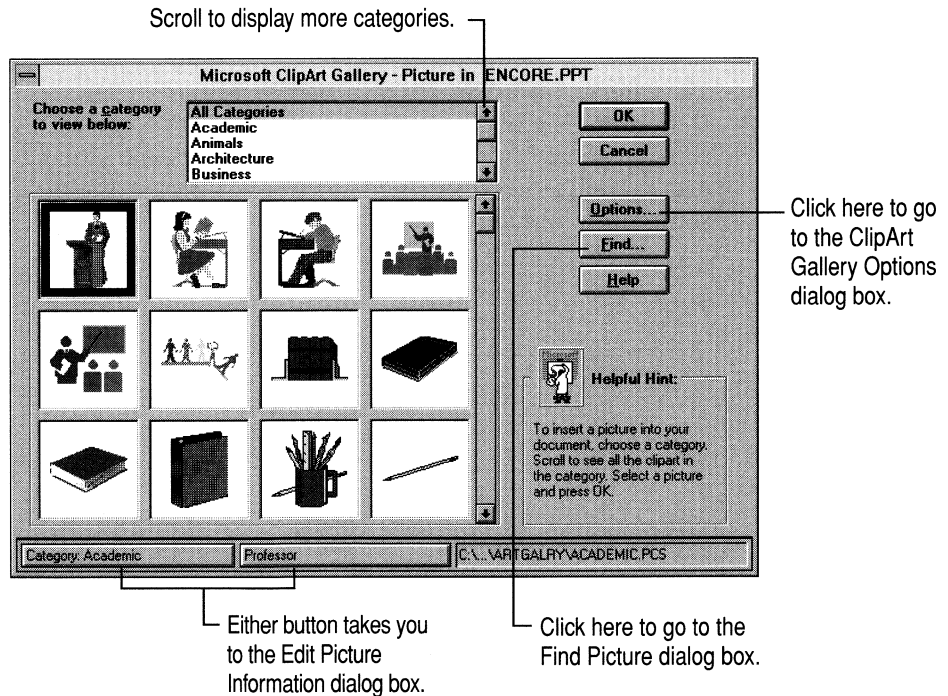 Scroll to display more categories.
Microsoft ClipArt Gallery - Picture in ENCORE.PPT
Choose a category
to view below:
All Categories
Academic
Animals
Architecture
Business
OK
Cancel
Options...
Find...
Help
Click here to go
to the ClipArt
Gallery Options
dialog box.
Microsoft
Helpful Hint:
To insert a picture into your
document, choose a category.
Scroll to see all the clipart in
the category. Select a picture
and press OK.
Category: Academic
Professor
C:\...\ARTGALRY\ACADEMIC.PCS
Either button takes you
to the Edit Picture
Information dialog box.
Click here to go to the
Find Picture dialog box.